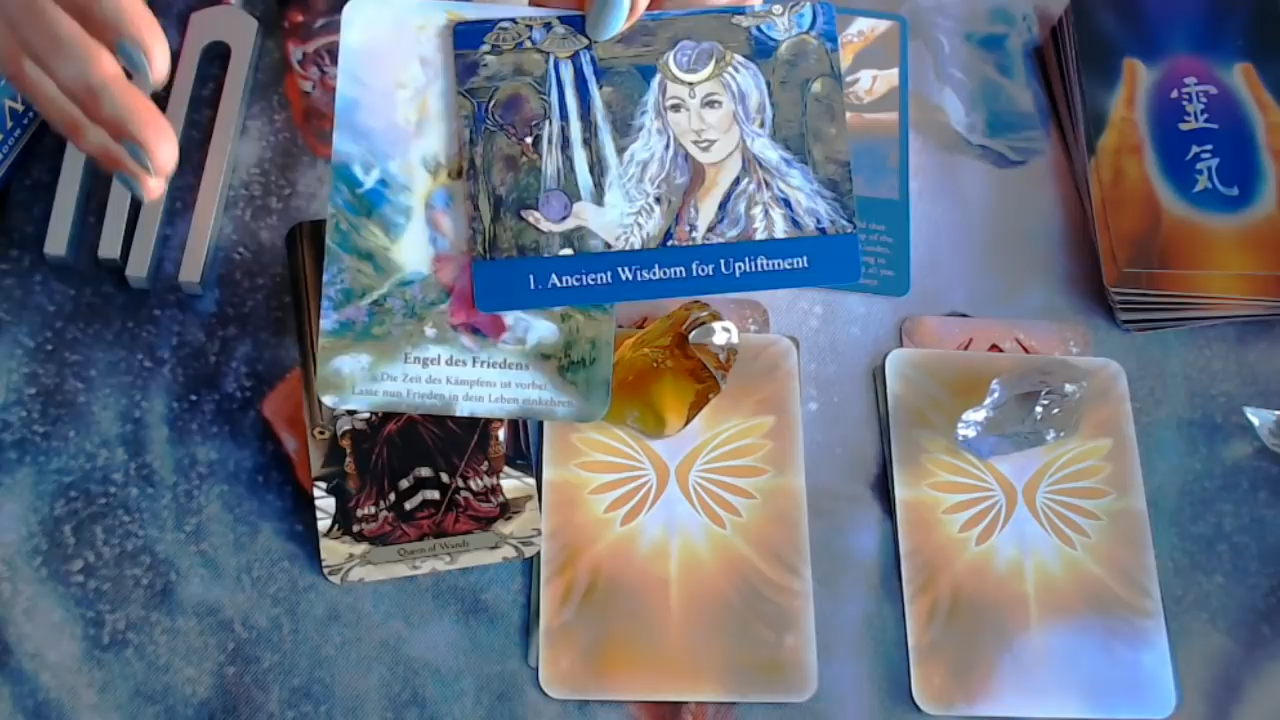 霊
気
1. Ancient Wisdom for Upliftment
Engel des Friedens
Die Zeit des Kämpfens ist vorbei.
Lasse nun Frieden in dein Leben einkehren.
Queen of Wands